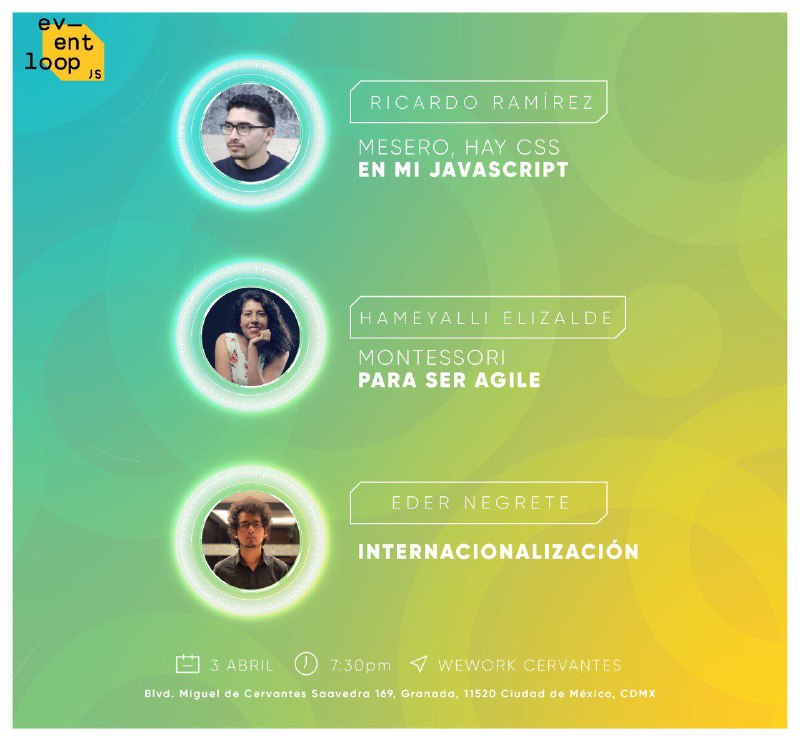 ev—
ent
loop
JS
RICARDO RAMÍREZ
MESERO, HAY CSS
EN MI JAVASCRIPT
HAMEYALLI ELIZALDE
MONTESSORI
PARA SER AGILE
EDER NEGRETE
INTERNACIONALIZACIÓN
3 ABRIL 7:30pm WEWORK CERVANTES
Blvd. Miguel de Cervantes Saavedra 169, Granada, 11520 Ciudad de México, CDMX